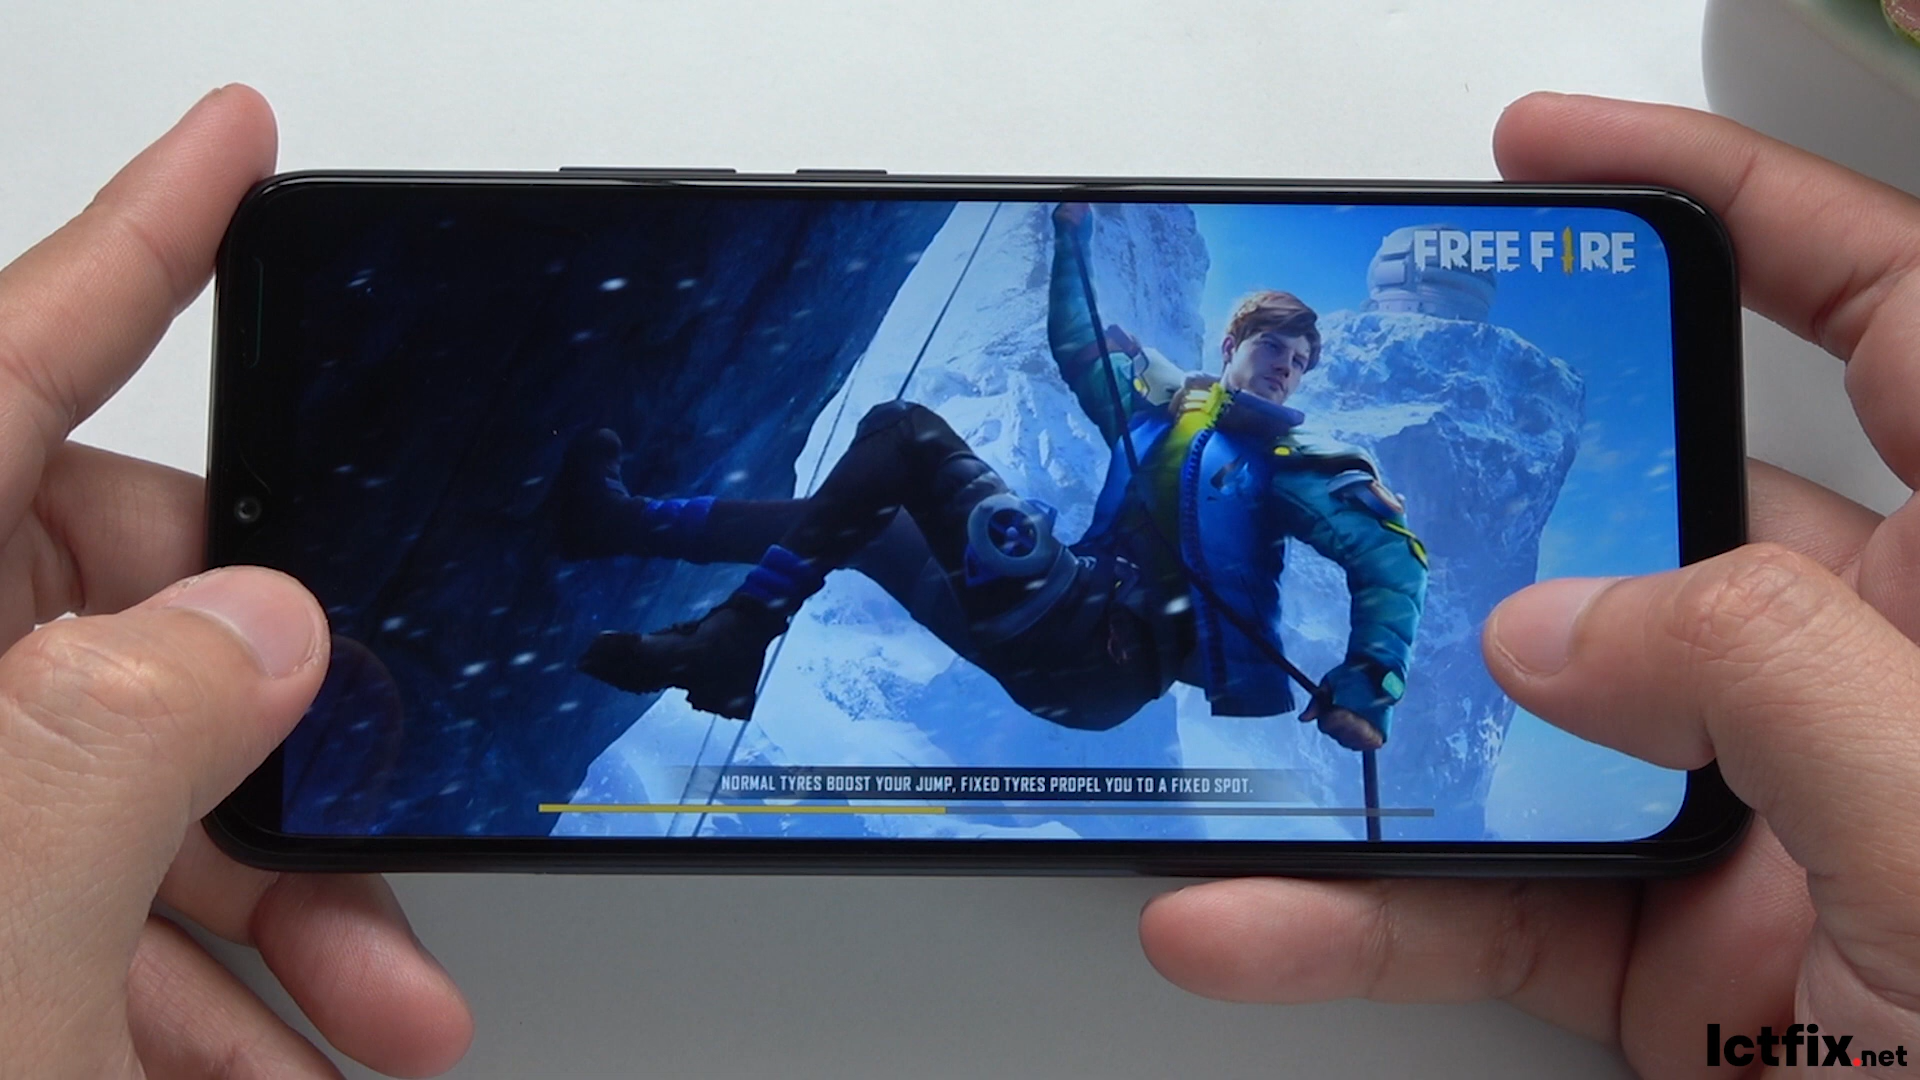 FREE FIRE
NORMAL TYRES BOOST YOUR JUMP, FIXED TYRES PROPEL YOU TO A FIXED SPOT.
Ictfix.net